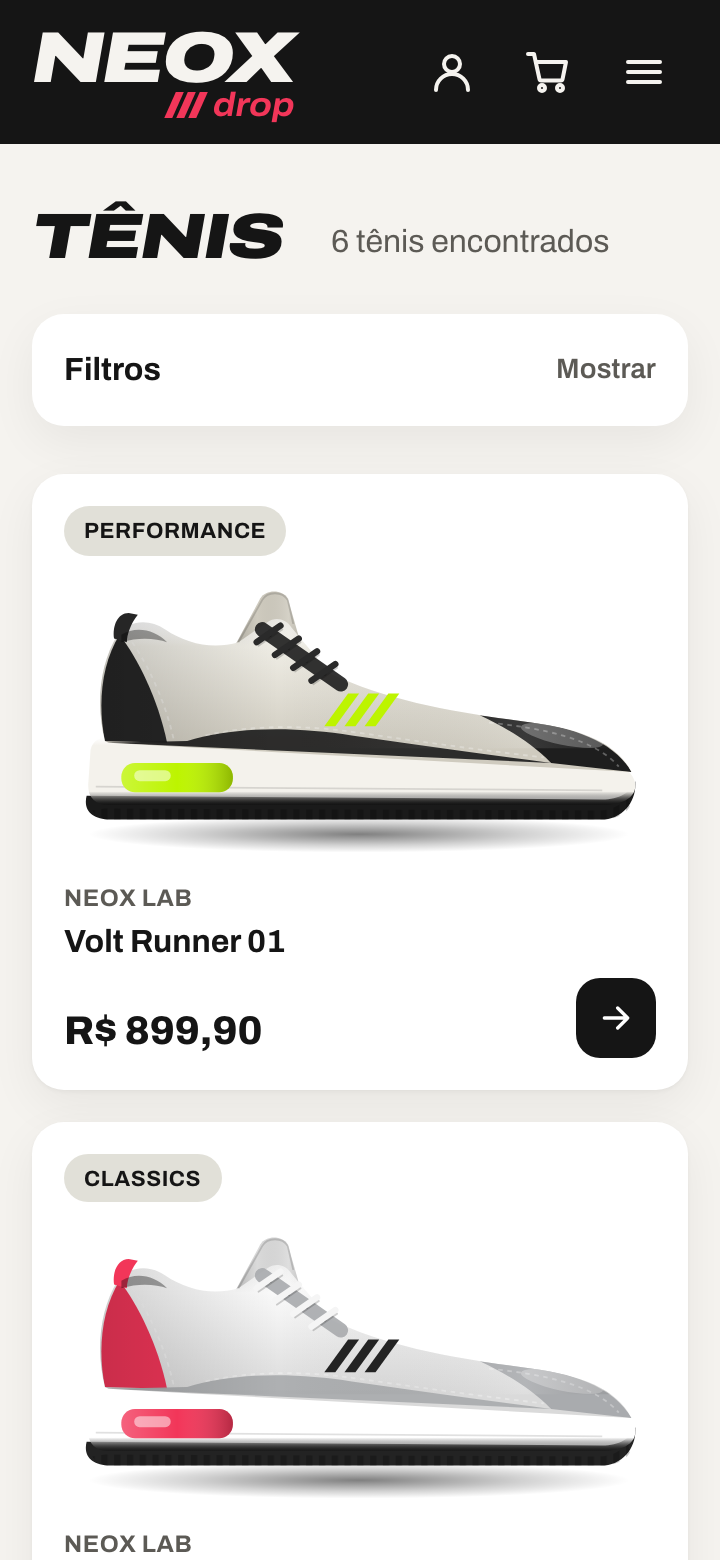 NEOX
drop
TÊNIS
6 tênis encontrados
Filtros
Mostrar
PERFORMANCE
NEOX LAB
Volt Runner 01
R$ 899,90
CLASSICS
NEOX LAB